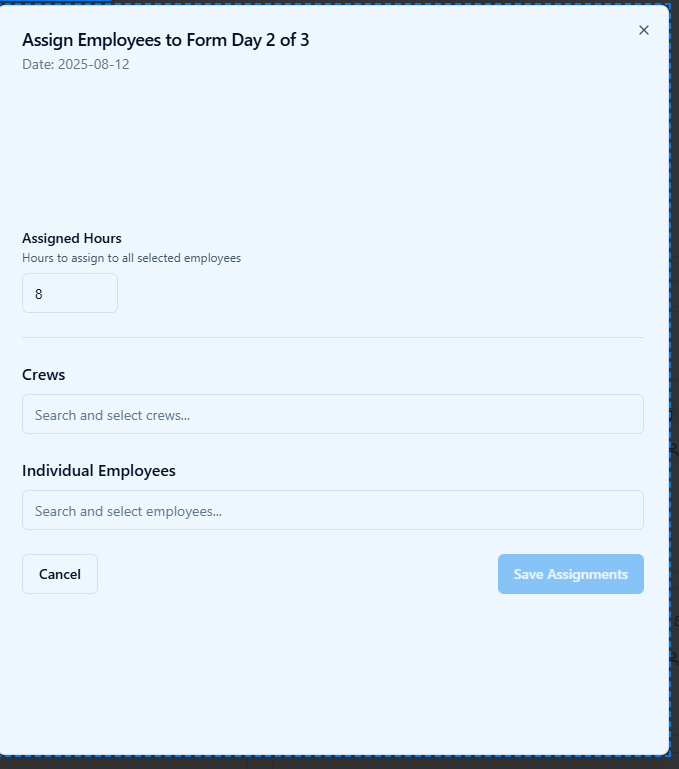 Assign Employees to Form Day 2 of 3
Date: 2025-08-12
Assigned Hours
Hours to assign to all selected employees
8
Crews
Search and select crews...
Individual Employees
Search and select employees...
Cancel
Save Assignments